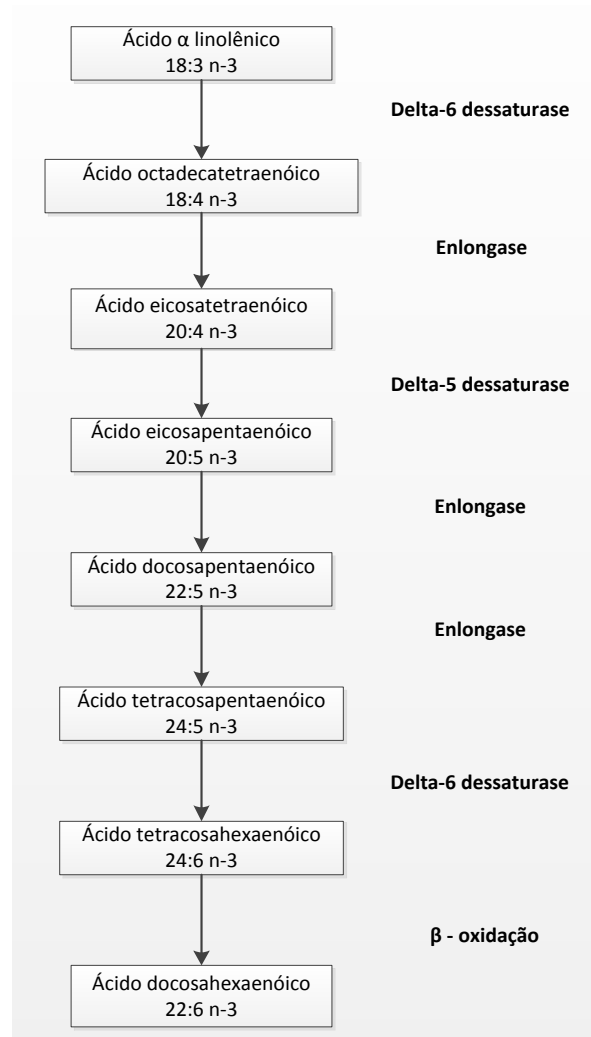 Ácido α linolênico
18:3 n-3
Delta-6 dessaturase
Ácido octadecatetraenóico
18:4 n-3
Enlongase
Ácido eicosatetraenóico
20:4 n-3
Delta-5 dessaturase
Ácido eicosapentaenóico
20:5 n-3
Enlongase
Ácido docosapentaenóico
22:5 n-3
Enlongase
Ácido tetracosapentaenóico
24:5 n-3
Delta-6 dessaturase
Ácido tetracosahexaenóico
24:6 n-3
β - oxidação
Ácido docosahexaenóico
22:6 n-3